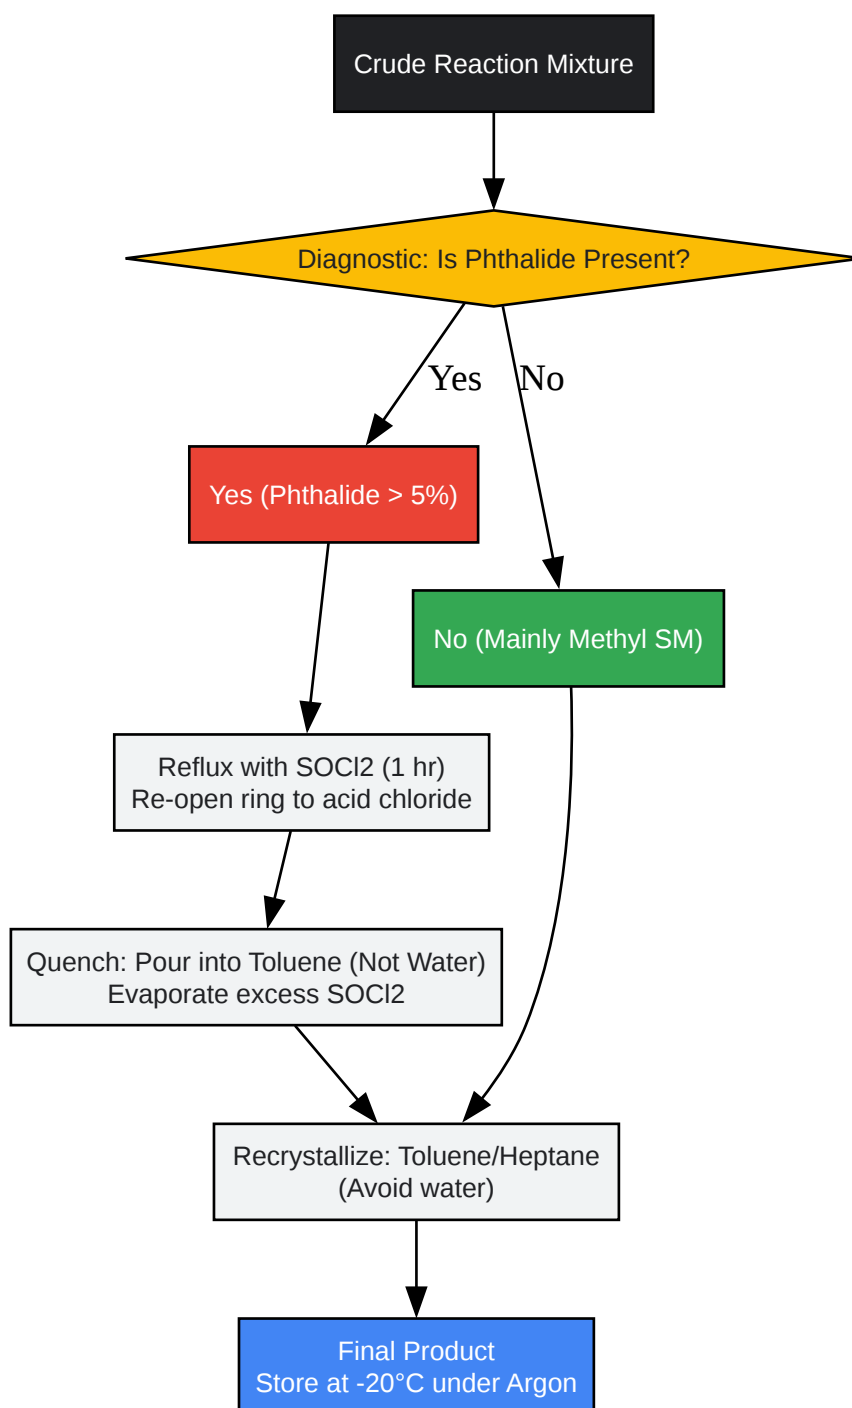 Crude Reaction Mixture
Diagnostic: Is Phthalide Present?
Yes
No
Yes (Phthalide > 5%)
No (Mainly Methyl SM)
Reflux with SOCl2 (1 hr)
Re-open ring to acid chloride
Quench: Pour into Toluene (Not Water)
Evaporate excess SOCl2
Recrystallize: Toluene/Heptane
(Avoid water)
Final Product
Store at -20°C under Argon